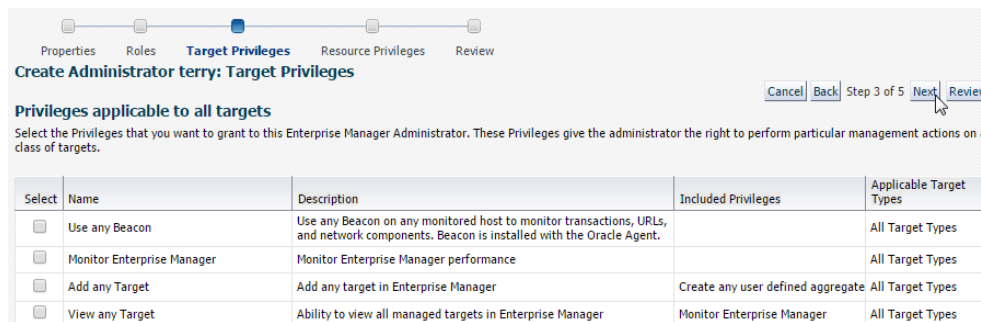 Properties Roles Target Privileges Resource Privileges Review
Create Administrator terry: Target Privileges
Cancel Back Step 3 of 5 Next Review
Privileges applicable to all targets
Select the Privileges that you want to grant to this Enterprise Manager Administrator. These Privileges give the administrator the right to perform particular management actions on a
class of targets.
Select Name Description Included Privileges Applicable Target
Types
Use any Beacon Use any Beacon on any monitored host to monitor transactions, URLs,
and network components. Beacon is installed with the Oracle Agent. All Target Types
Monitor Enterprise Manager Monitor Enterprise Manager performance All Target Types
Add any Target Add any target in Enterprise Manager Create any user defined aggregate All Target Types
View any Target Ability to view all managed targets in Enterprise Manager Monitor Enterprise Manager All Target Types